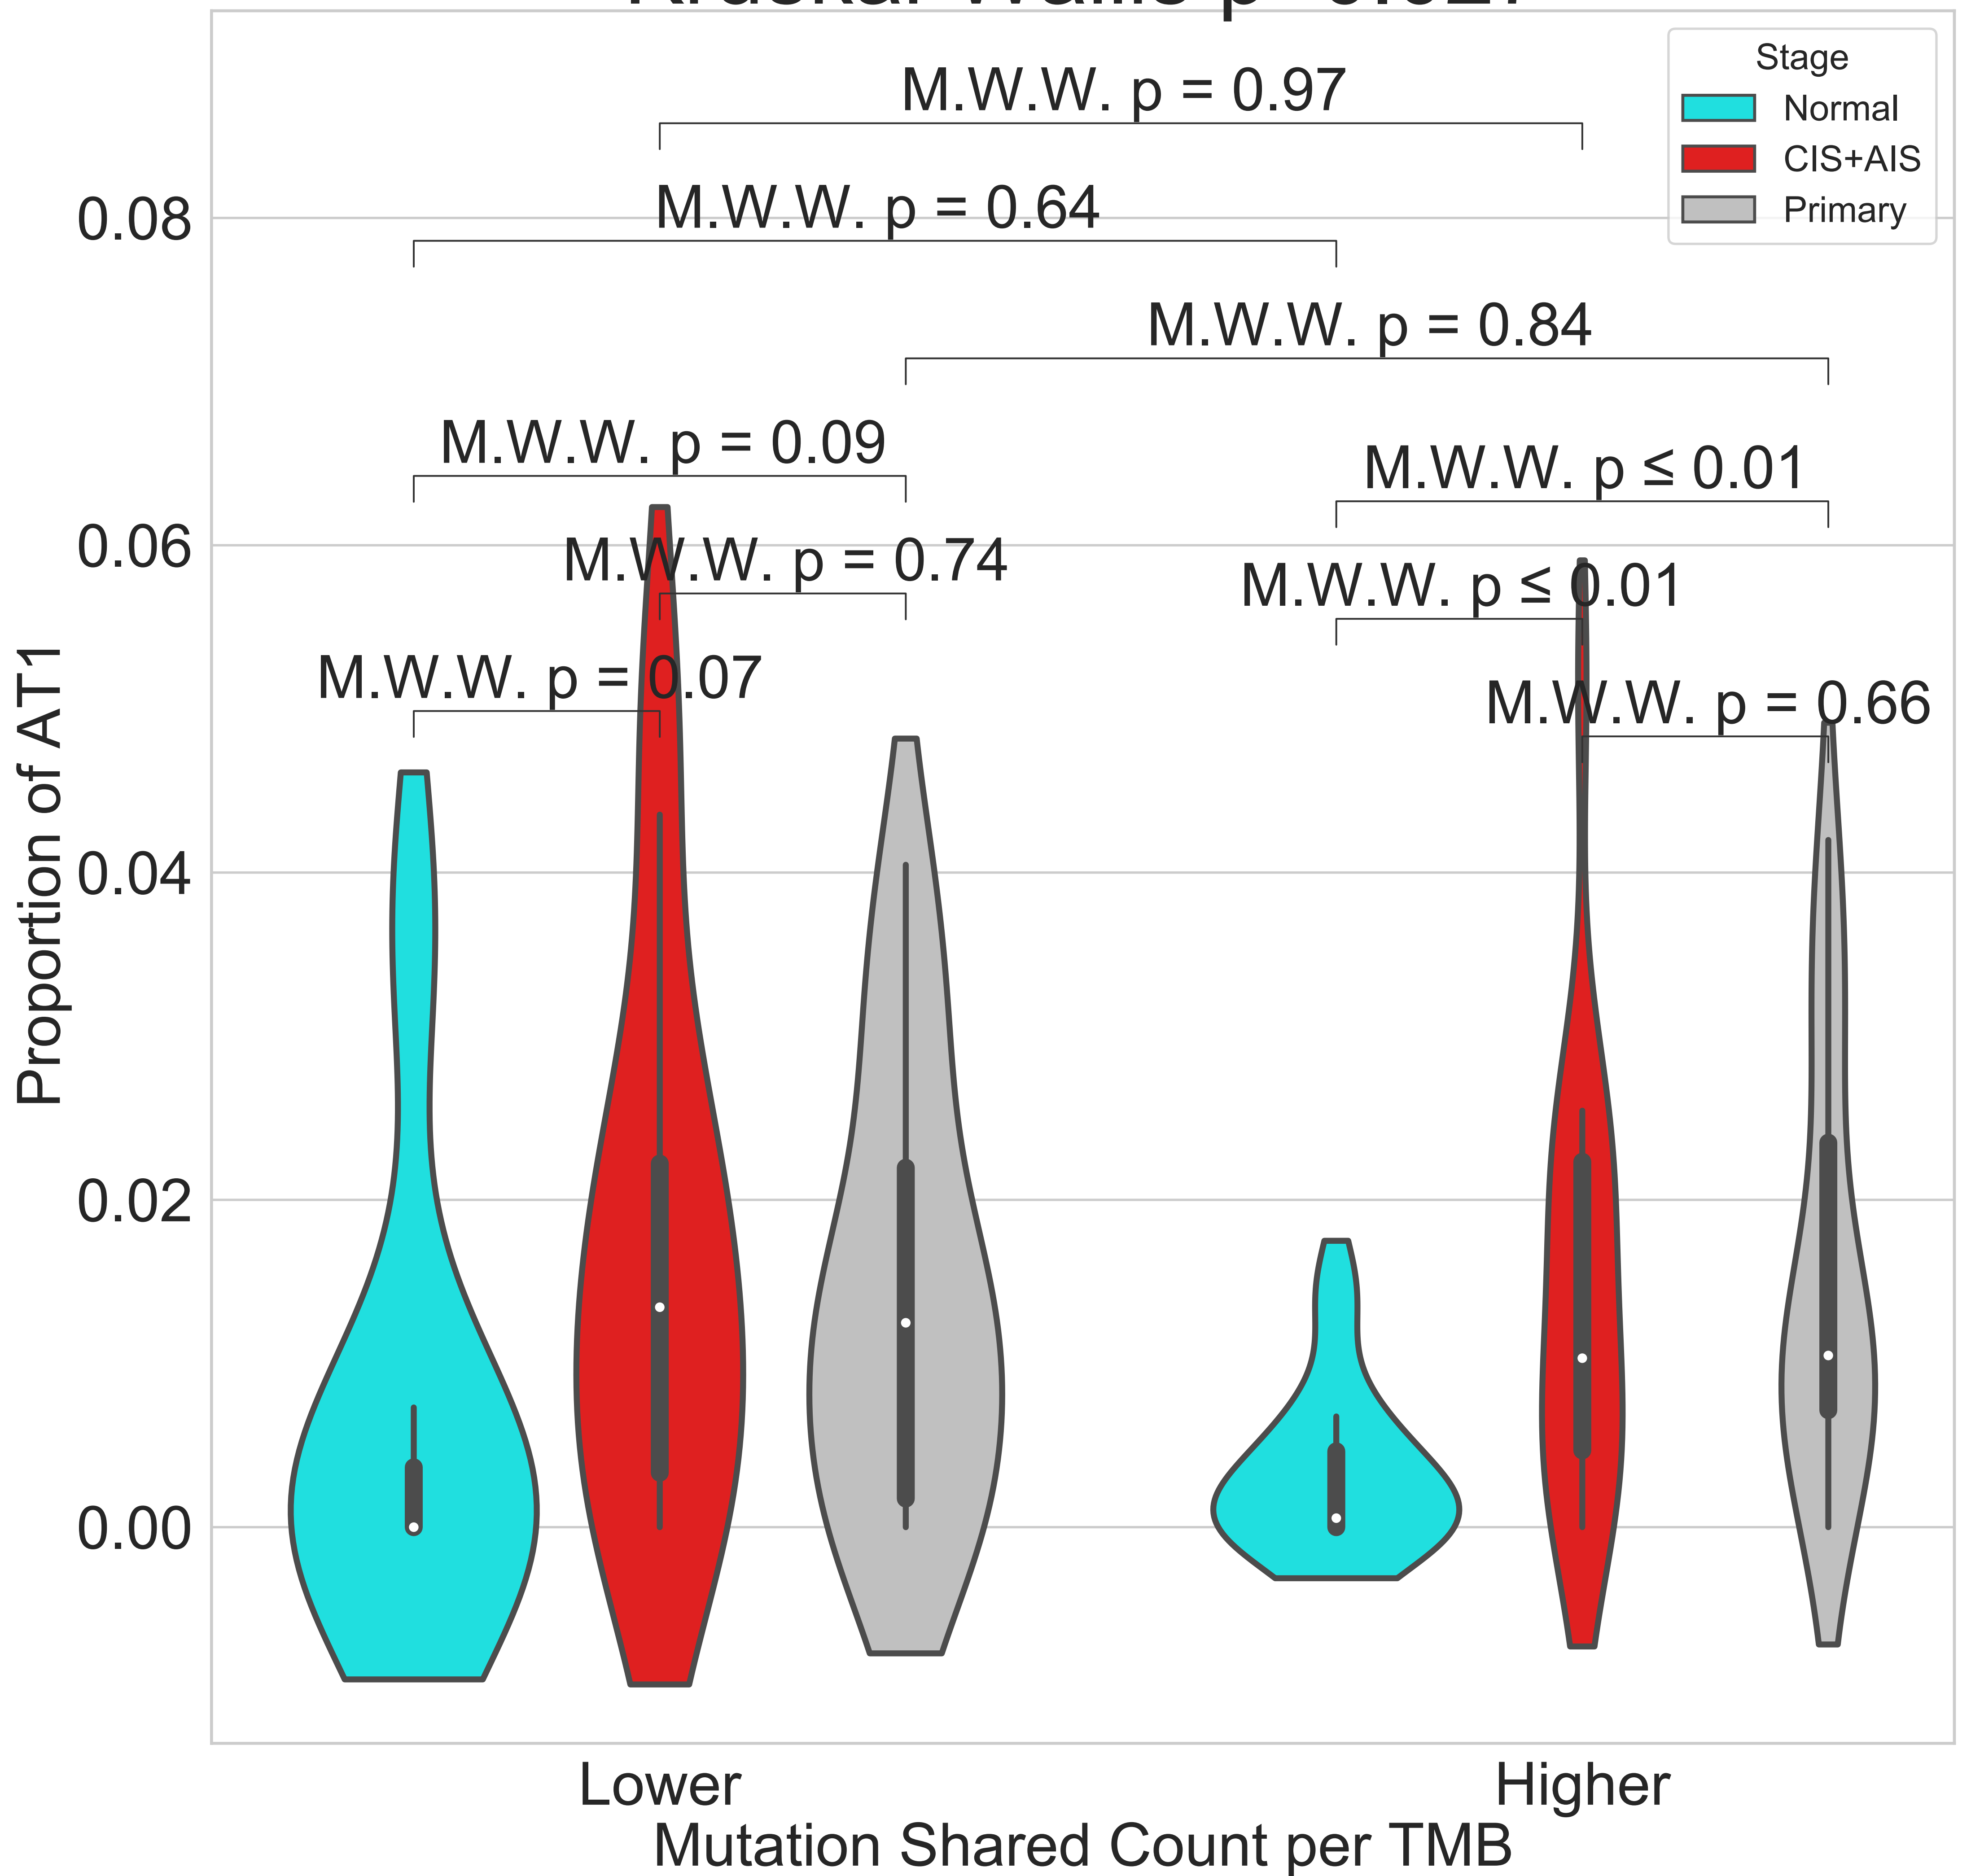 M.W.W. p = 0.97
Stage
Normal
CIS+AIS
Primary
M.W.W. p = 0.64
M.W.W. p = 0.84
M.W.W. p = 0.09
M.W.W. p ≤ 0.01
M.W.W. p = 0.74
M.W.W. p ≤ 0.01
M.W.W. p = 0.07
M.W.W. p = 0.66
Proportion of AT1
0.08
0.06
0.04
0.02
0.00
Lower
Higher
Mutation Shared Count per TMB